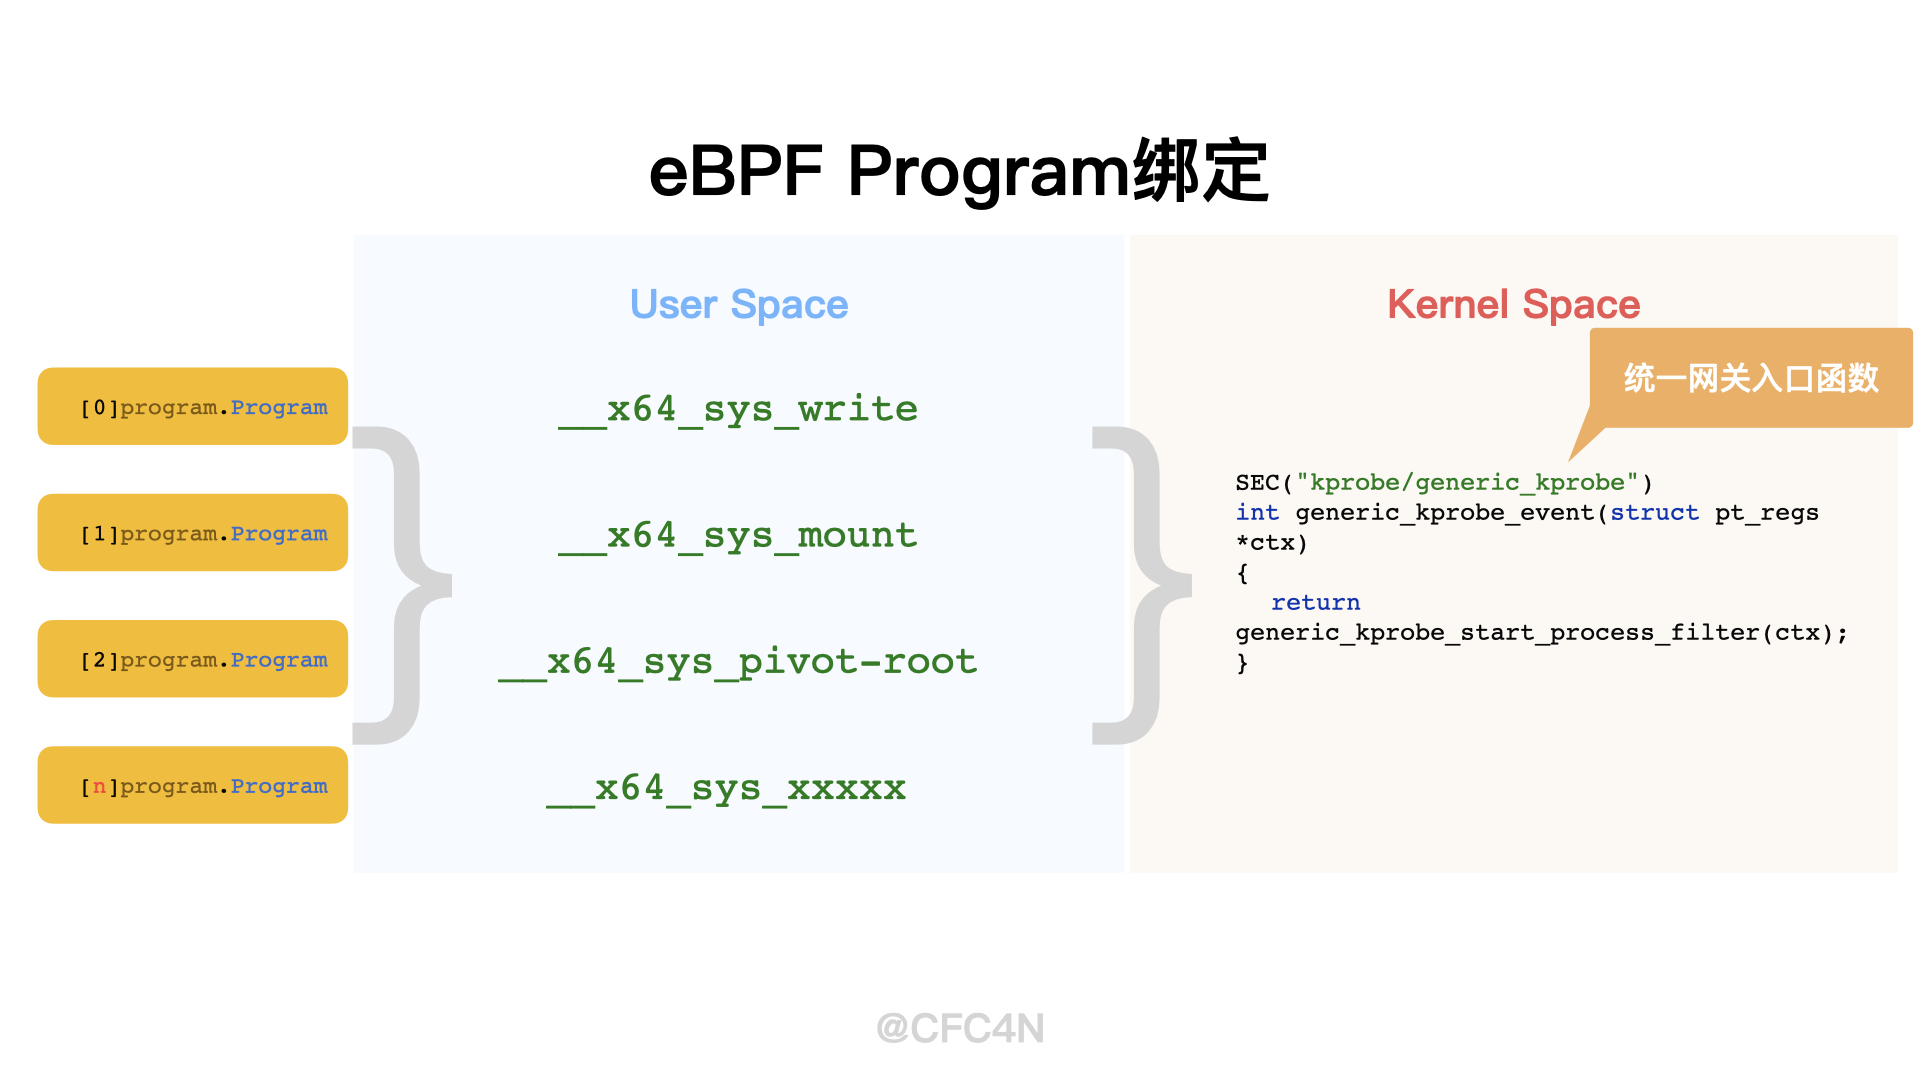 eBPF Program绑定
User Space
Kernel Space
统一网关入口函数
[0]program.Program
__x64_sys_write
[1]program.Program
__x64_sys_mount
[2]program.Program
__x64_sys_pivot-root
[n]program.Program
__x64_sys_xxxxx
}
}
SEC("kprobe/generic_kprobe")
int generic_kprobe_event(struct pt_regs
*ctx)
{
return
generic_kprobe_start_process_filter(ctx);
}
@CFC4N